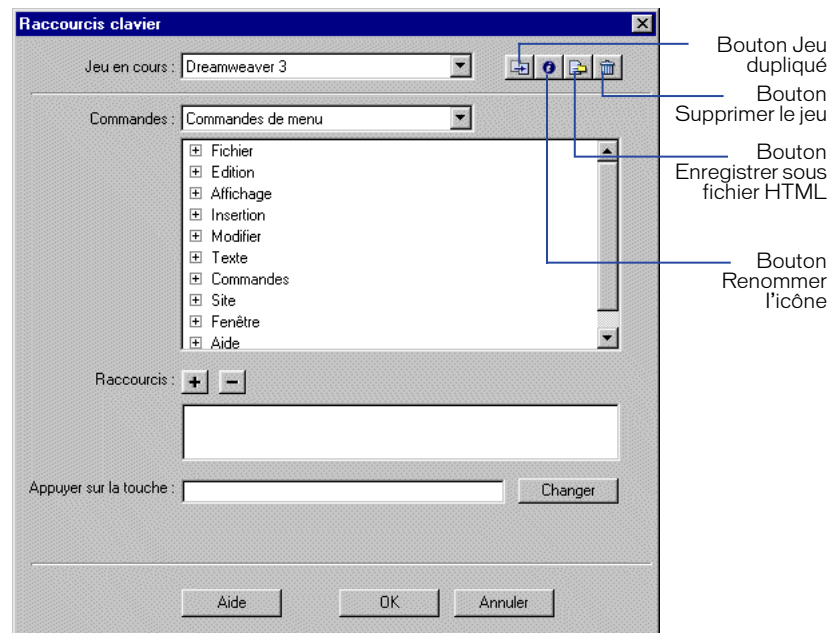 Raccourcis clavier
Jeu en cours :
Dreamweaver 3
Commandes :
Commandes de menu
Fichier
Edition
Affichage
Insertion
Modifier
Texte
Commandes
Site
Fenêtre
Aide
Raccourcis :
Appuyer sur la touche :
Changer
Aide
OK
Annuler
Bouton Jeu
dupliqué
Bouton
Supprimer le jeu
Bouton
Enregistrer sous
fichier HTML
Bouton
Renommer
l'icône